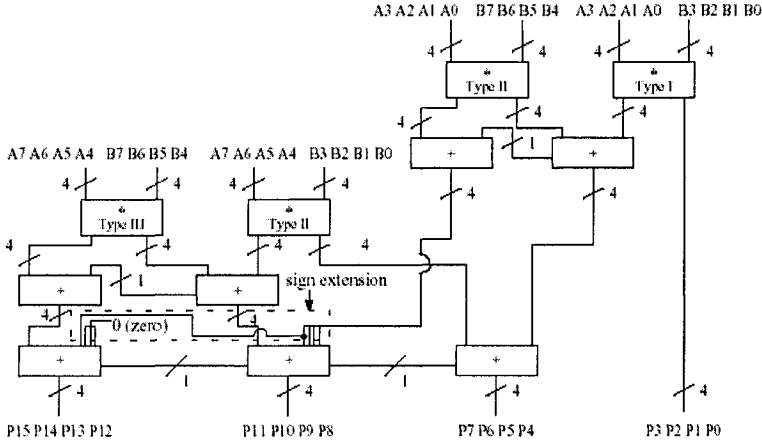 A3 A2 A1 A0 B7 B6 B5 B4 A3 A2 A1 A0 B3 B2 B1 B0
4 4 4 4
* Type II
* Type I
4 4 4
+ 1 +
A7 A6 A5 A4 B7 B6 B5 B4 A7 A6 A5 A4 B3 B2 B1 B0
4 4 4 4 4 4
* Type III
* Type II
4 4 4 4
+ 1 +
sign extension
4 4
0 (zero)
+ 1 + 1 +
4 4 4 4
P15 P14 P13 P12 P11 P10 P9 P8 P7 P6 P5 P4 P3 P2 P1 P0